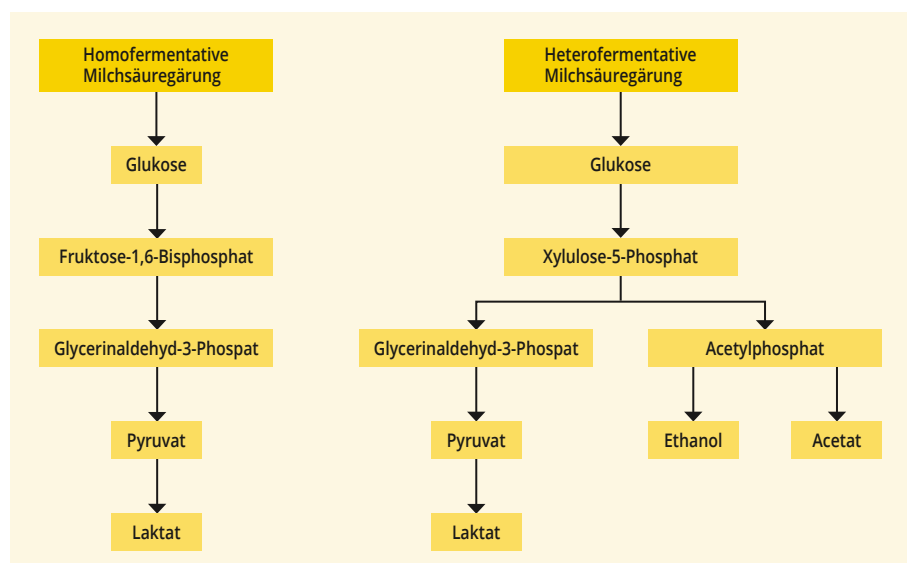 Homofermentative
Milchsäuregärung
Heterofermentative
Milchsäuregärung
Glukose
Glukose
Fruktose-1,6-Bisphosphat
Xylulose-5-Phosphat
Glycerinaldehyd-3-Phospat
Glycerinaldehyd-3-Phospat
Acetylphosphat
Pyruvat
Pyruvat
Ethanol
Acetat
Laktat
Laktat